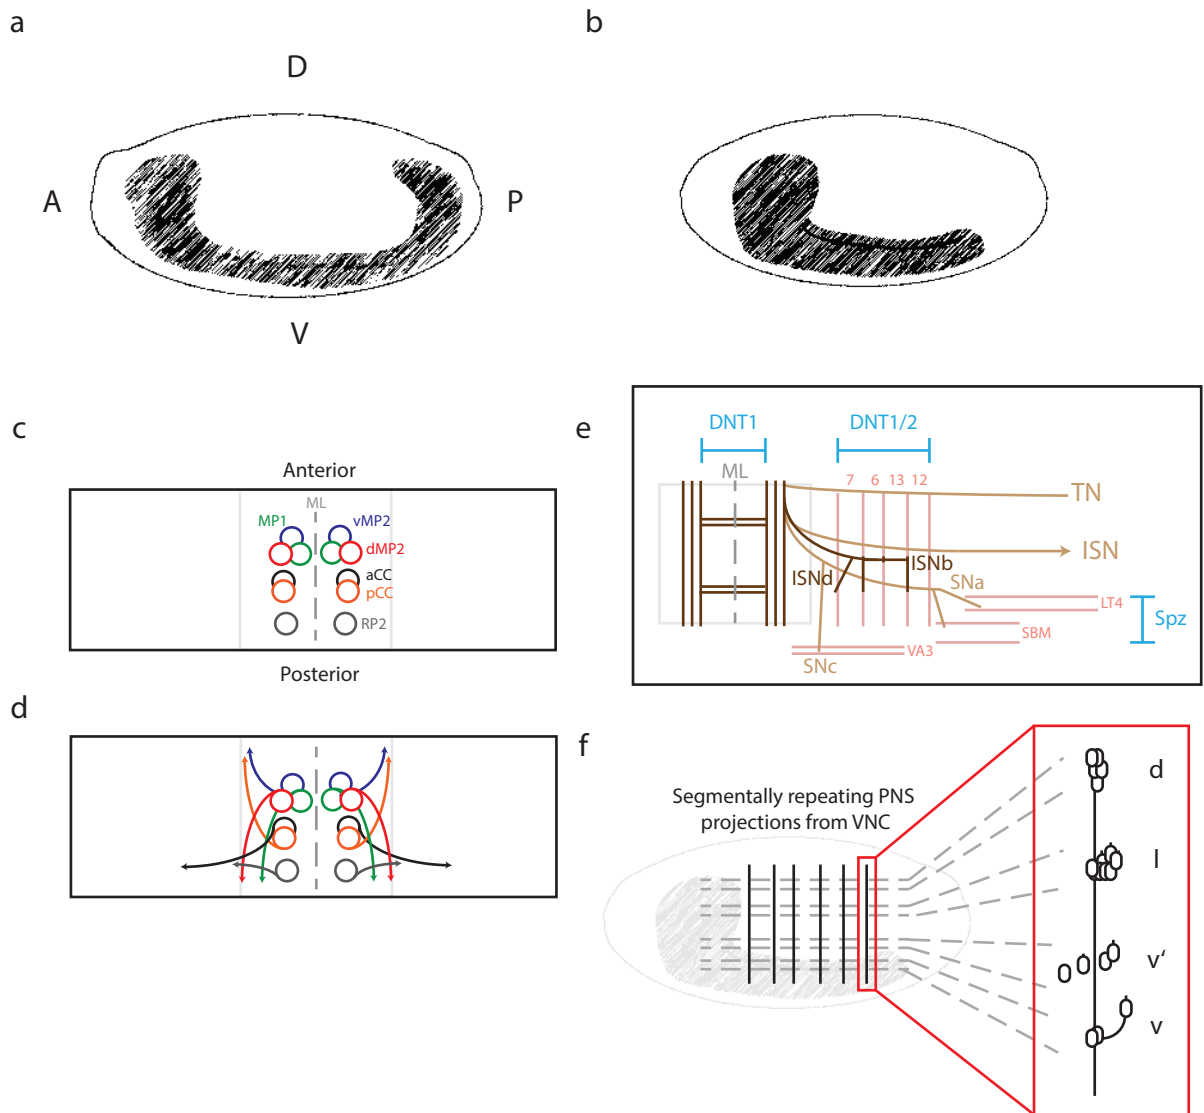 a
D
A
P
V
b
c
Anterior
ML
MP1
vMP2
dMP2
aCC
pCC
RP2
Posterior
d
e
DNT1
DNT1/2
ML
7 6 13 12
TN
ISN
ISNb
ISNd
SNa
LT4
Spz
SBM
VA3
SNc
f
Segmentally repeating PNS
projections from VNC
d
l
v‘
v